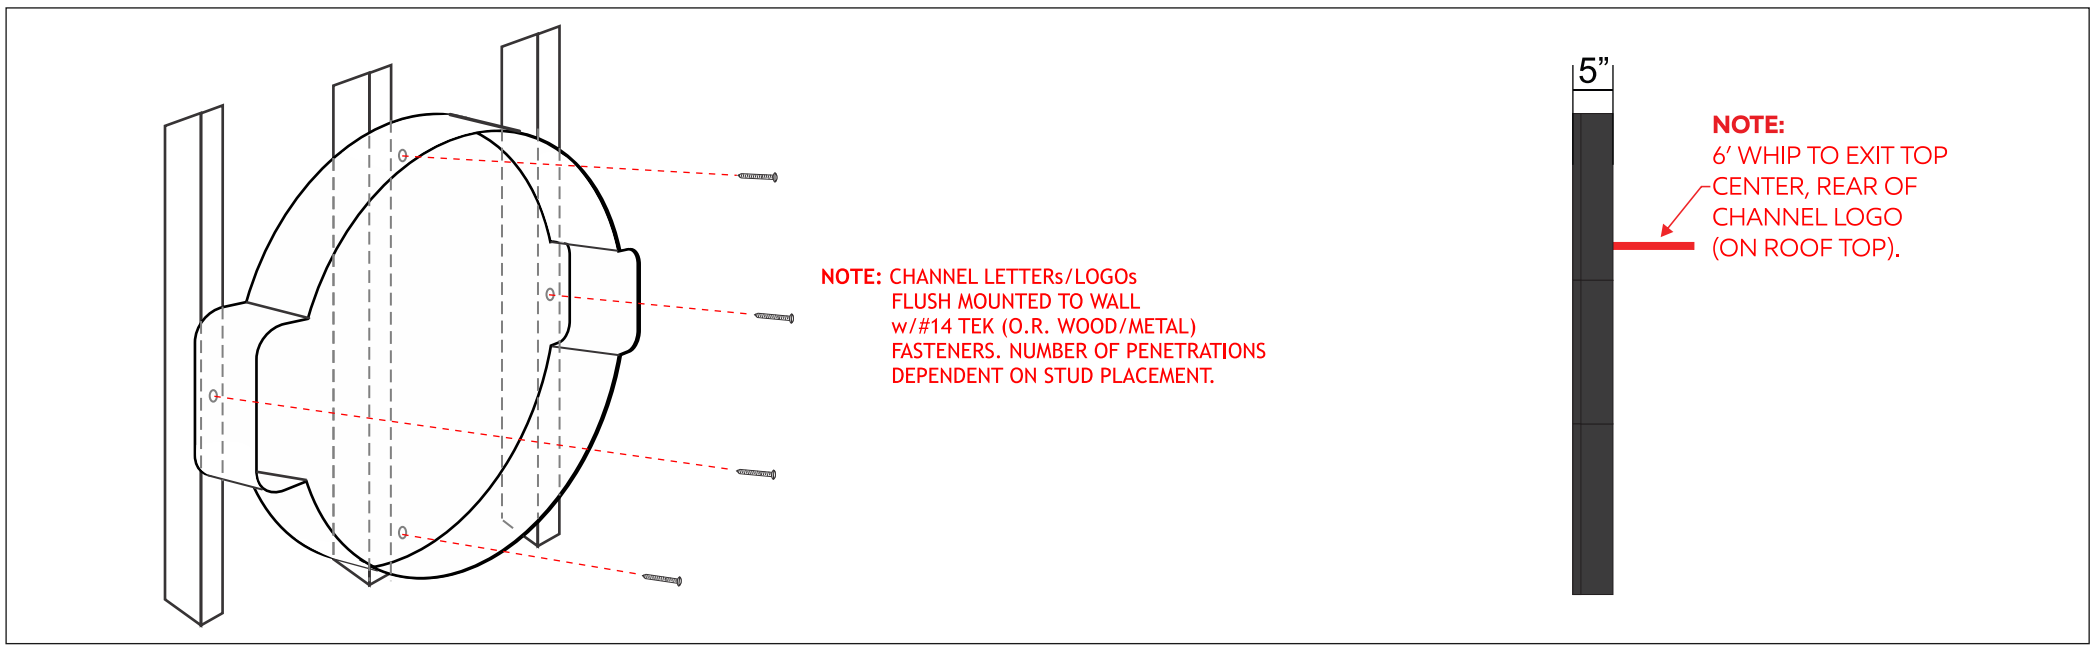 NOTE: CHANNEL LETTERs/LOGOs
FLUSH MOUNTED TO WALL
w/#14 TEK (O.R. WOOD/METAL)
FASTENERS. NUMBER OF PENETRATIONS
DEPENDENT ON STUD PLACEMENT.
5”
NOTE:
6’ WHIP TO EXIT TOP
CENTER, REAR OF
CHANNEL LOGO
(ON ROOF TOP).